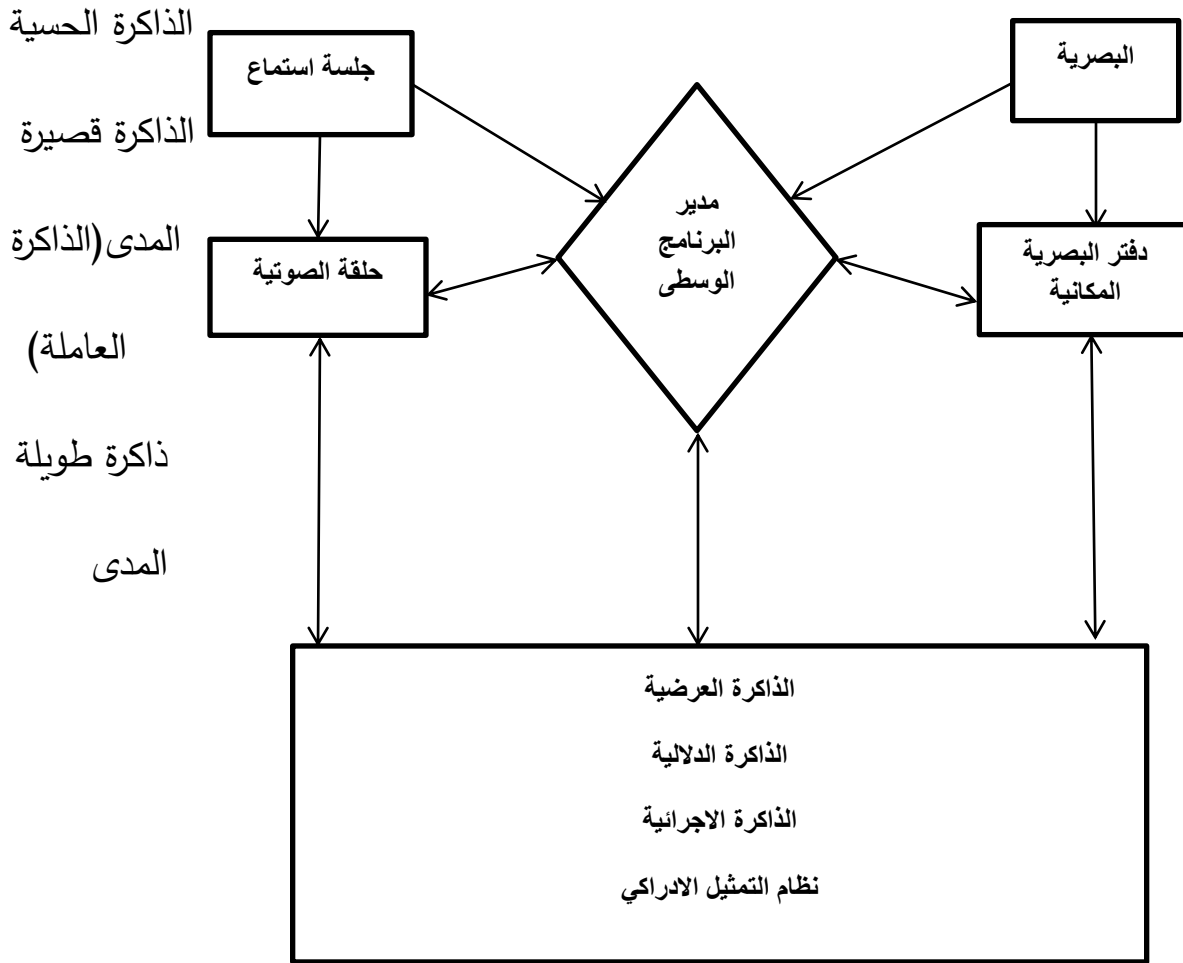 الذاكرة الحسية
الذاكرة قصيرة
المدى(الذاكرة
العاملة)
ذاكرة طويلة
المدى
البصرية
جلسة استماع
مدير
البرنامج
الوسطى
دفتر البصرية
المكانية
حلقة الصوتية
الذاكرة العرضية
الذاكرة الدلالية
الذاكرة الاجرائية
نظام التمثيل الادراكي